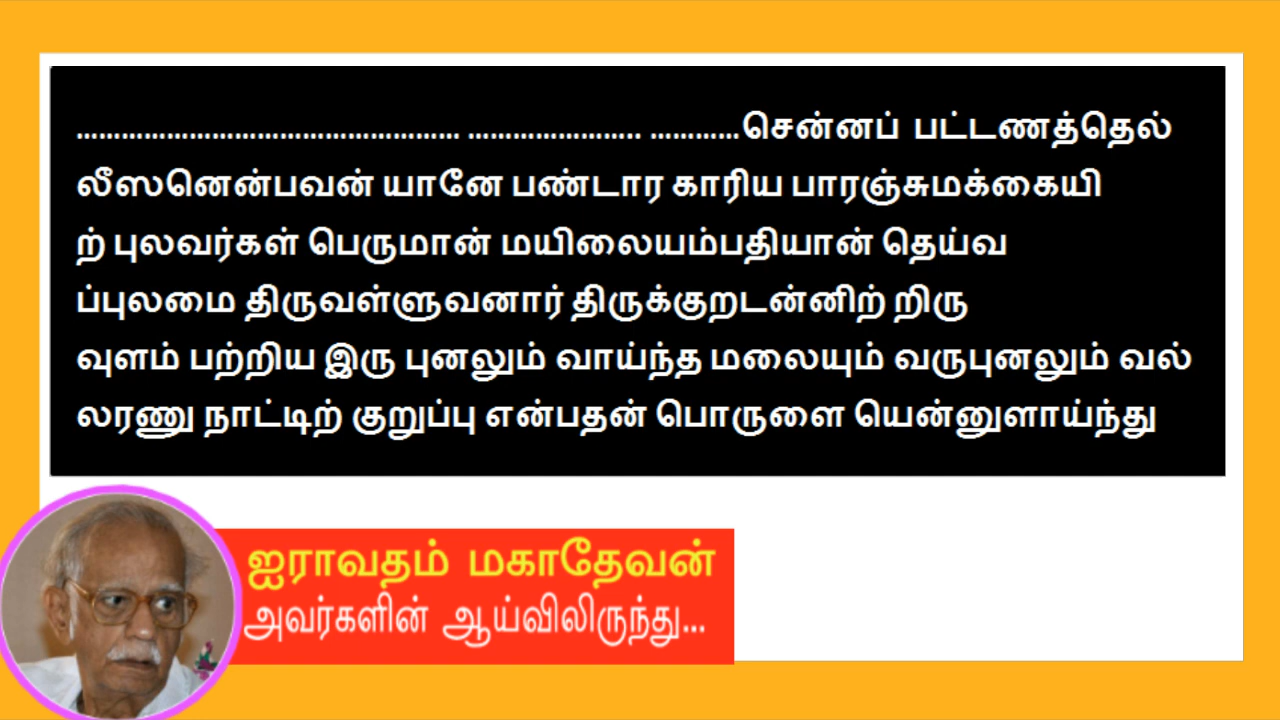 ................................................... ....................... ............சென்னப் பட்டணத்தெல்
லீஸனென்பவன் யானே பண்டார காரிய பாரஞ்சுமக்கையி
ற் புலவர்கள் பெருமான் மயிலையம்பதியான் தெய்வ
ப்புலமை திருவள்ளுவனார் திருக்குறடன்னிற் றிரு
வுளம் பற்றிய இரு புனலும் வாய்ந்த மலையும் வருபுனலும் வல்
லரணு நாட்டிற் குறுப்பு என்பதன் பொருளை யென்னுளாய்ந்து
ஐராவதம் மகாதேவன்
அவர்களின் ஆய்விலிருந்து...